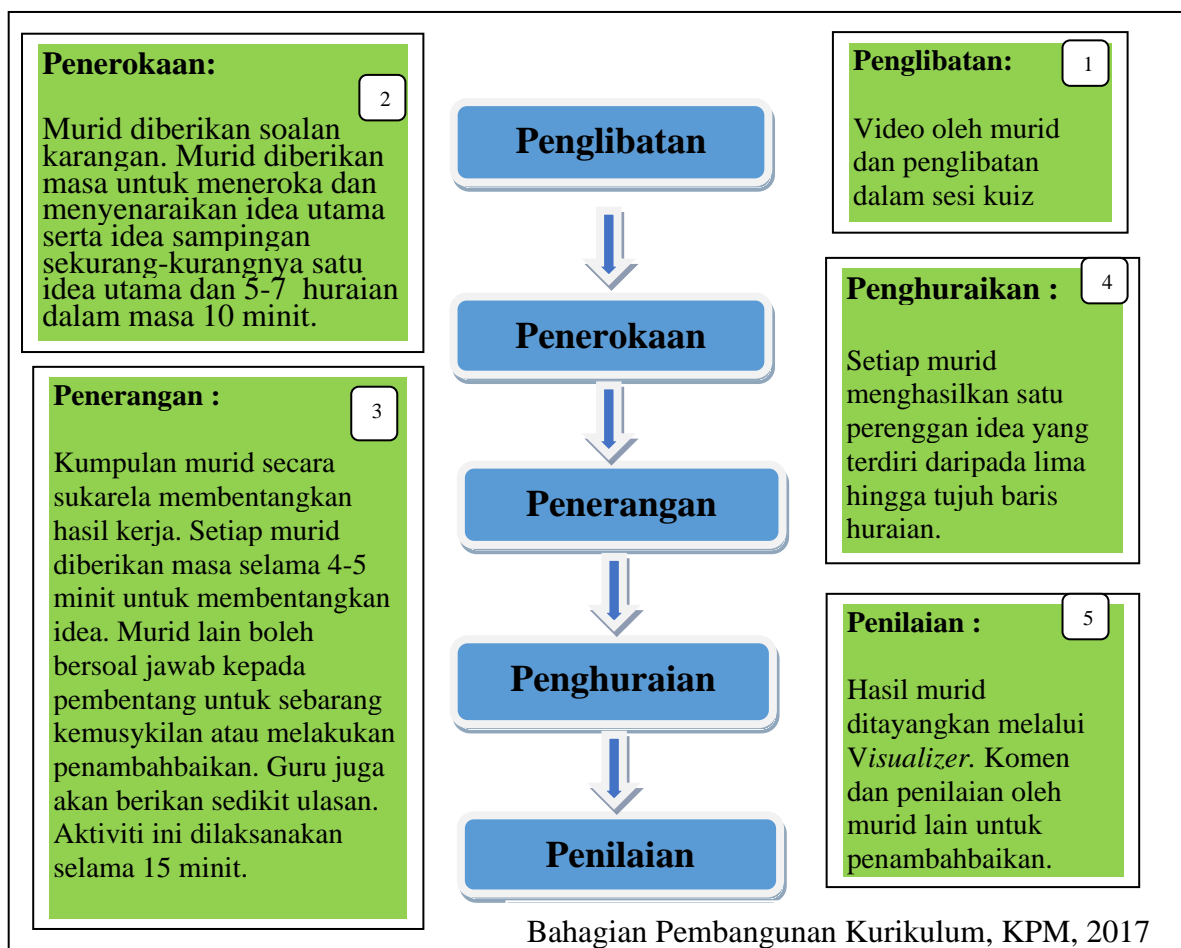 Penglibatan:
1
Video oleh murid
dan penglibatan
dalam sesi kuiz
Penerokaan:
2
Murid diberikan soalan
karangan. Murid diberikan
masa untuk meneroka dan
menyenaraikan idea utama
serta idea sampingan
sekurang-kurangnya satu
idea utama dan 5-7 huraian
dalam masa 10 minit.
Penerangan :
3
Kumpulan murid secara
sukarela membentangkan
hasil kerja. Setiap murid
diberikan masa selama 4-5
minit untuk membentangkan
idea. Murid lain boleh
bersoal jawab kepada
pembentang untuk sebarang
kemusykilan atau melakukan
penambahbaikan. Guru juga
akan berikan sedikit ulasan.
Aktiviti ini dilaksanakan
selama 15 minit.
Penghuraikan :
4
Setiap murid
menghasilkan satu
perenggan idea yang
terdiri daripada lima
hingga tujuh baris
huraian.
Penilaian :
5
Hasil murid
ditayangkan melalui
Visualizer. Komen
dan penilaian oleh
murid lain untuk
penambahbaikan.
Penglibatan
Penerokaan
Penerangan
Penghuraian
Penilaian
Bahagian Pembangunan Kurikulum, KPM, 2017